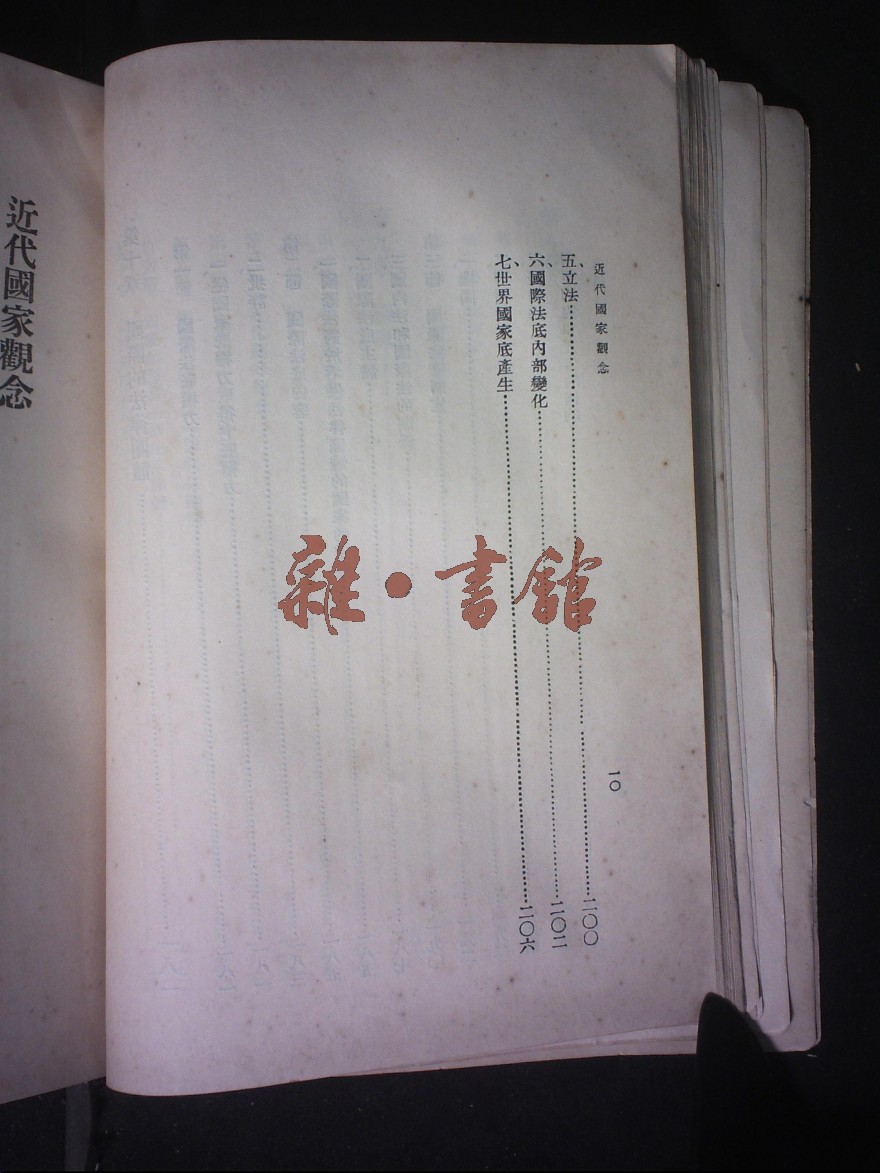 近代國家觀念
一〇
五、立法……………………二〇〇
六、國際法底內部變化……………………二〇二
七、世界國家底產生……………………二〇六
近代國家觀念
雜·書館